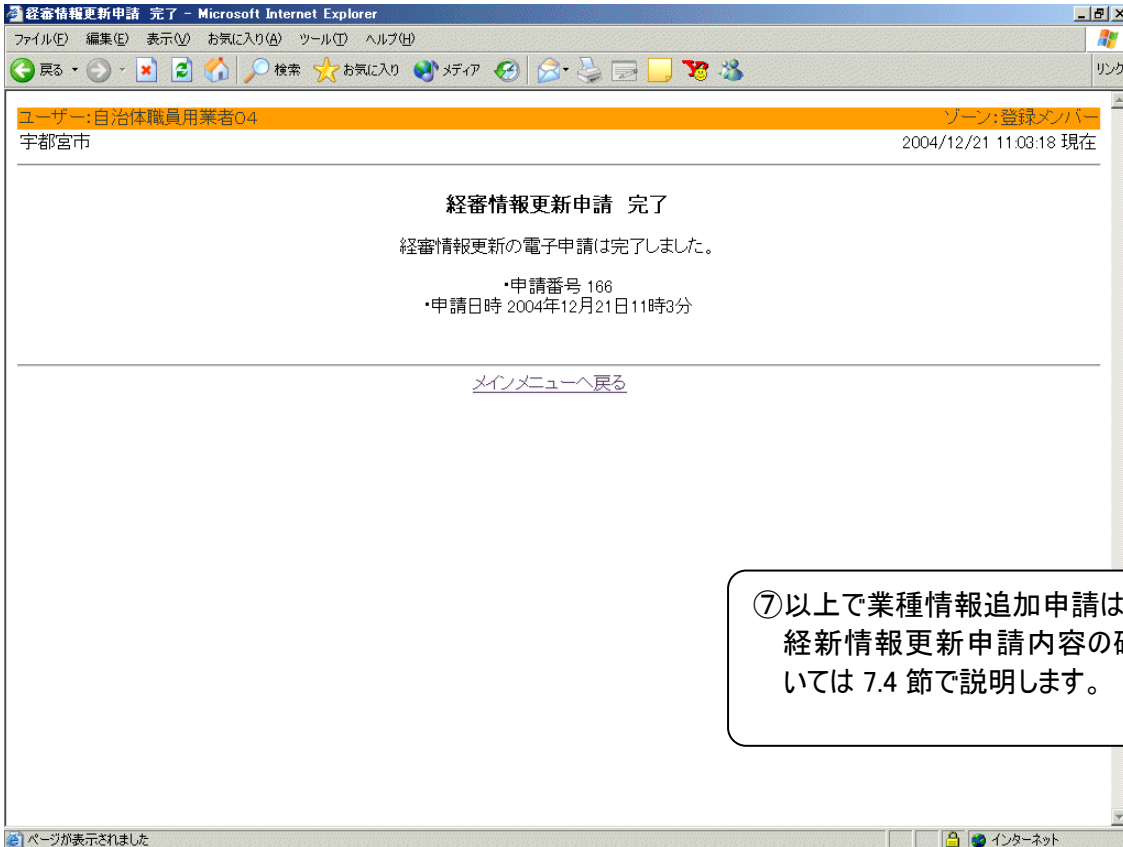 経審情報更新申請 完了 - Microsoft Internet Explorer
ファイル(F) 編集(E) 表示(V) お気に入り(A) ツール(T) ヘルプ(H)
戻る 検索 お気に入り メディア リンク
ユーザー:自治体職員用業者04 ゾーン:登録メンバー
宇都宮市 2004/12/21 11:03:18 現在
経審情報更新申請 完了
経審情報更新の電子申請は完了しました。
・申請番号 166
・申請日時 2004年12月21日11時3分
メインメニューへ戻る
⑦以上で業種情報追加申請は
経新情報更新申請内容の
いては 7.4 節で説明します。
ページが表示されました インターネット